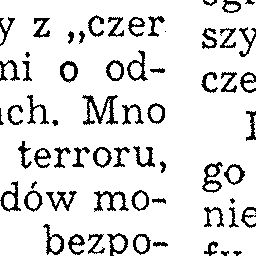 y z „czer
mi o od-
ach. Mno
terroru,
dów mo-
bezpo-
szy
cze
go
nie